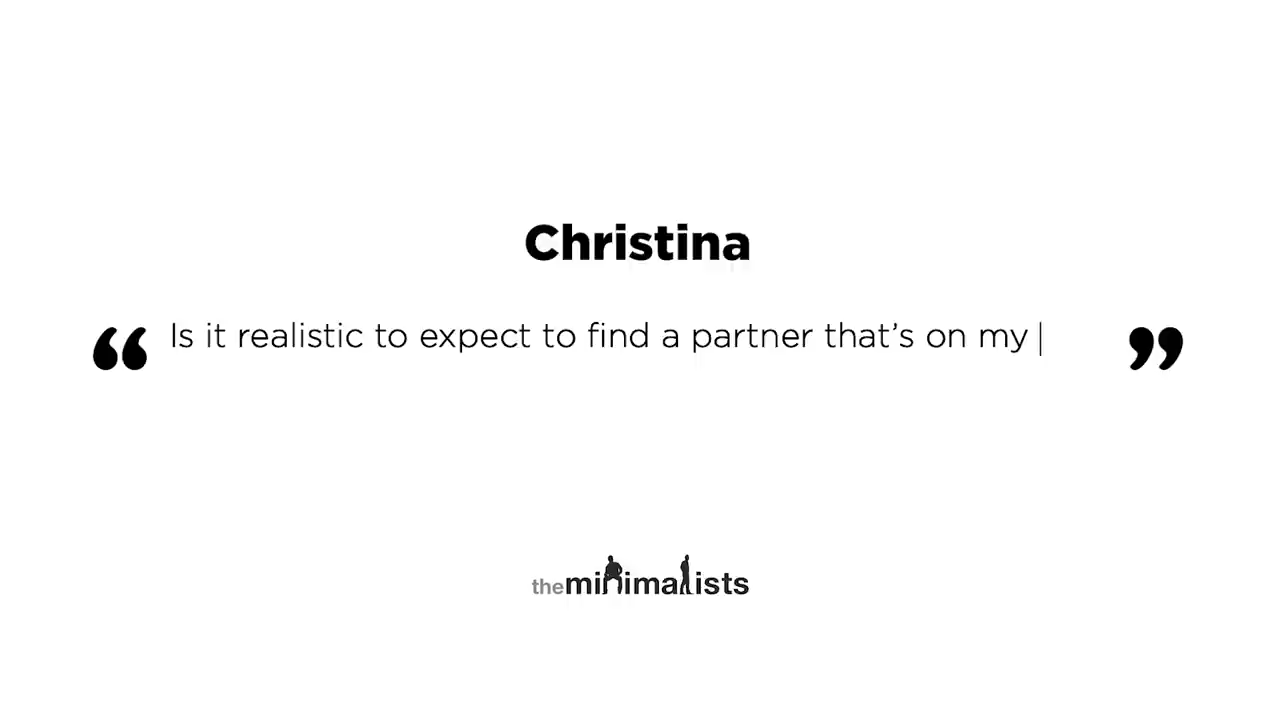 Christina
“ Is it realistic to expect to find a partner that’s on my | ”
theminimalists